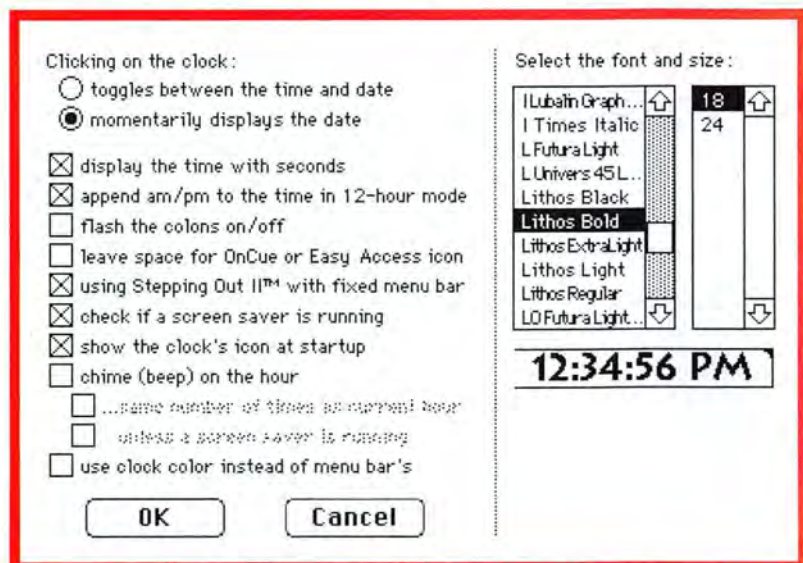 Clicking on the clock:
toggles between the time and date
momentarily displays the date
display the time with seconds
append am/pm to the time in 12-hour mode
flash the colons on/off
leave space for OnCue or Easy Access icon
using Stepping Out II™ with fixed menu bar
check if a screen saver is running
show the clock's icon at startup
chime (beep) on the hour
...same number of times as current hour
unless a screen saver is running
use clock color instead of menu bar's
OK
Cancel
Select the font and size:
I Lubalin Graph...
I Times Italic
L Futura Light
L Univers 45 L...
Lithos Black
Lithos Bold
Lithos ExtraLight
Lithos Light
Lithos Regular
LO Futura Light...
18
24
12:34:56 PM